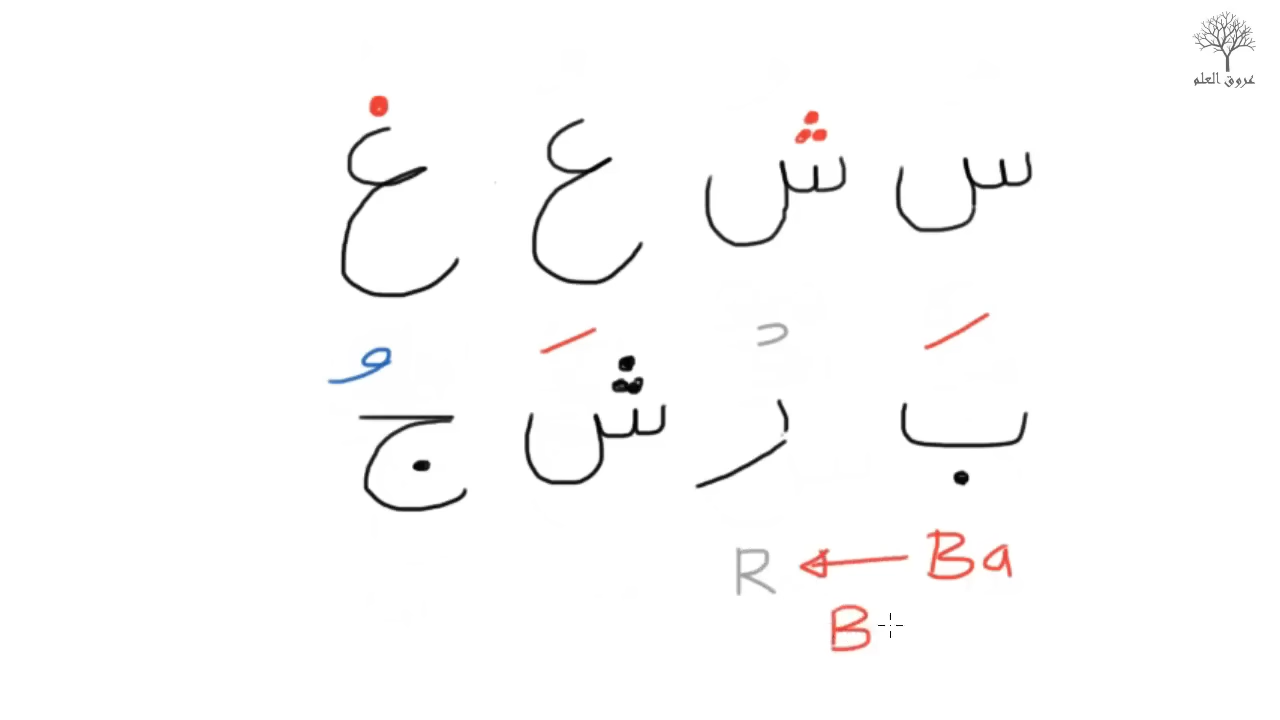 عروق العلم
س ش ع غ
بَ رْ شَ جُ
R ← Ba
B